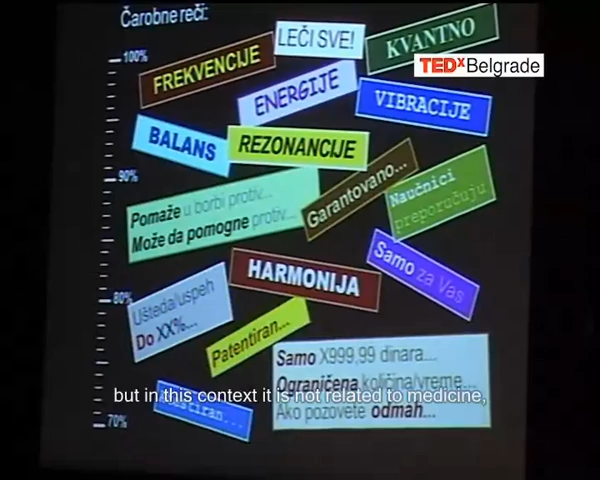 Čarobne reči:
100%
LEČI SVE!
KVANTNO
FREKVENCIJE
TEDxBelgrade
ENERGIJE
VIBRACIJE
BALANS
REZONANCIJE
90%
Garantovano...
Naučnici
preporučuju
Pomaže u borbi protiv...
Može da pomogne protiv...
Samo za Vas
HARMONIJA
80%
Ušteda/uspeh
Do XX%...
Patentiran...
Samo X999,99 dinara...
Ograničena količina/vreme...
but in this context it is not related to medicine,
Ako pozovete odmah...
70%